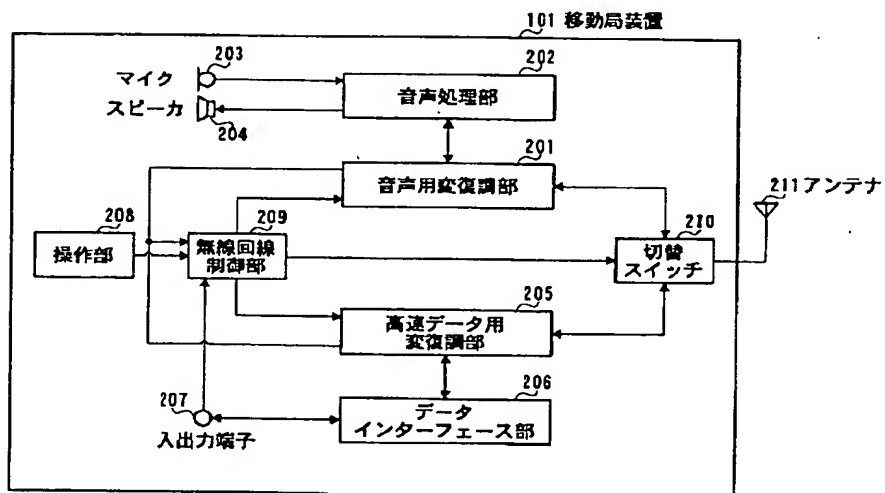 101 移動局装置
203
マイク
スピーカ
204
202
音声処理部
201
音声用変復調部
211 アンテナ
208
操作部
209
無線回線
制御部
210
切替
スイッチ
205
高速データ用
変復調部
207
入出力端子
206
データ
インターフェース部